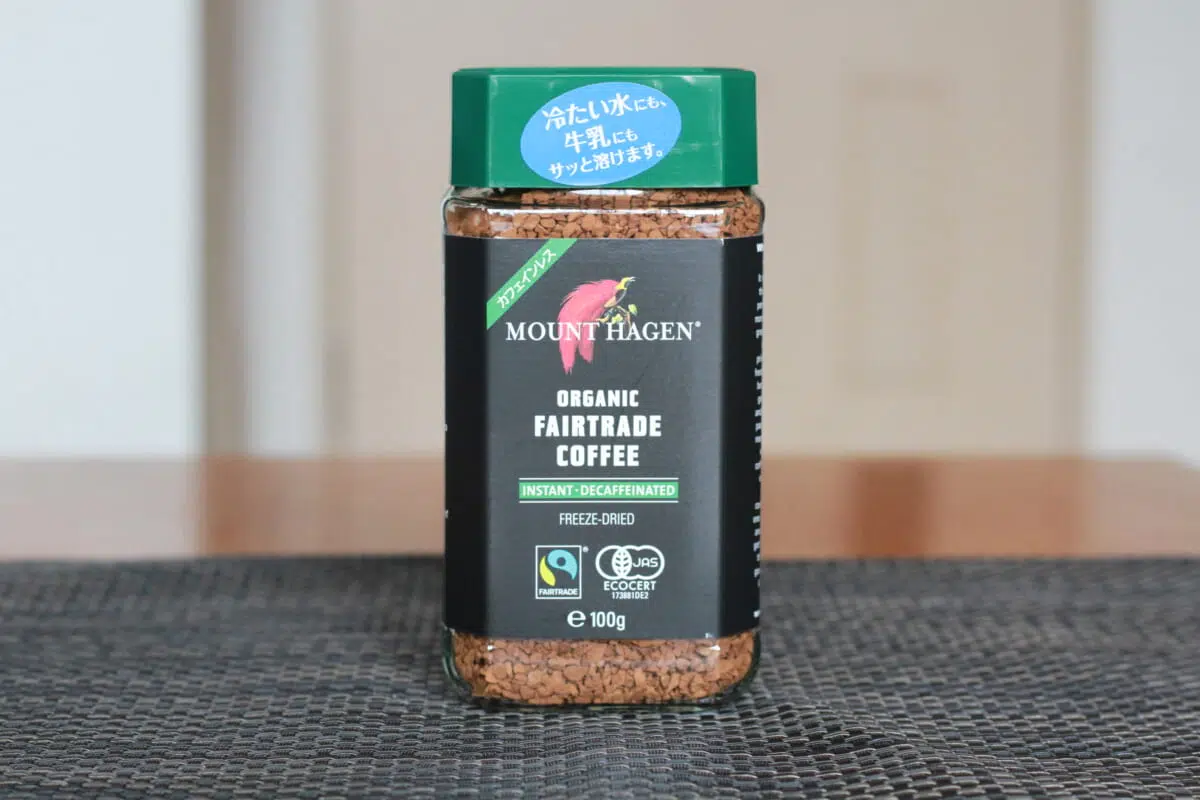 冷たい水にも、
牛乳にも
サッと溶けます。
カフェインレス
MOUNT HAGEN®
ORGANIC
FAIRTRADE
COFFEE
INSTANT · DECAFFEINATED
FREEZE-DRIED
FAIRTRADE ®
JAS
ECOCERT
173881DE2
℮ 100g